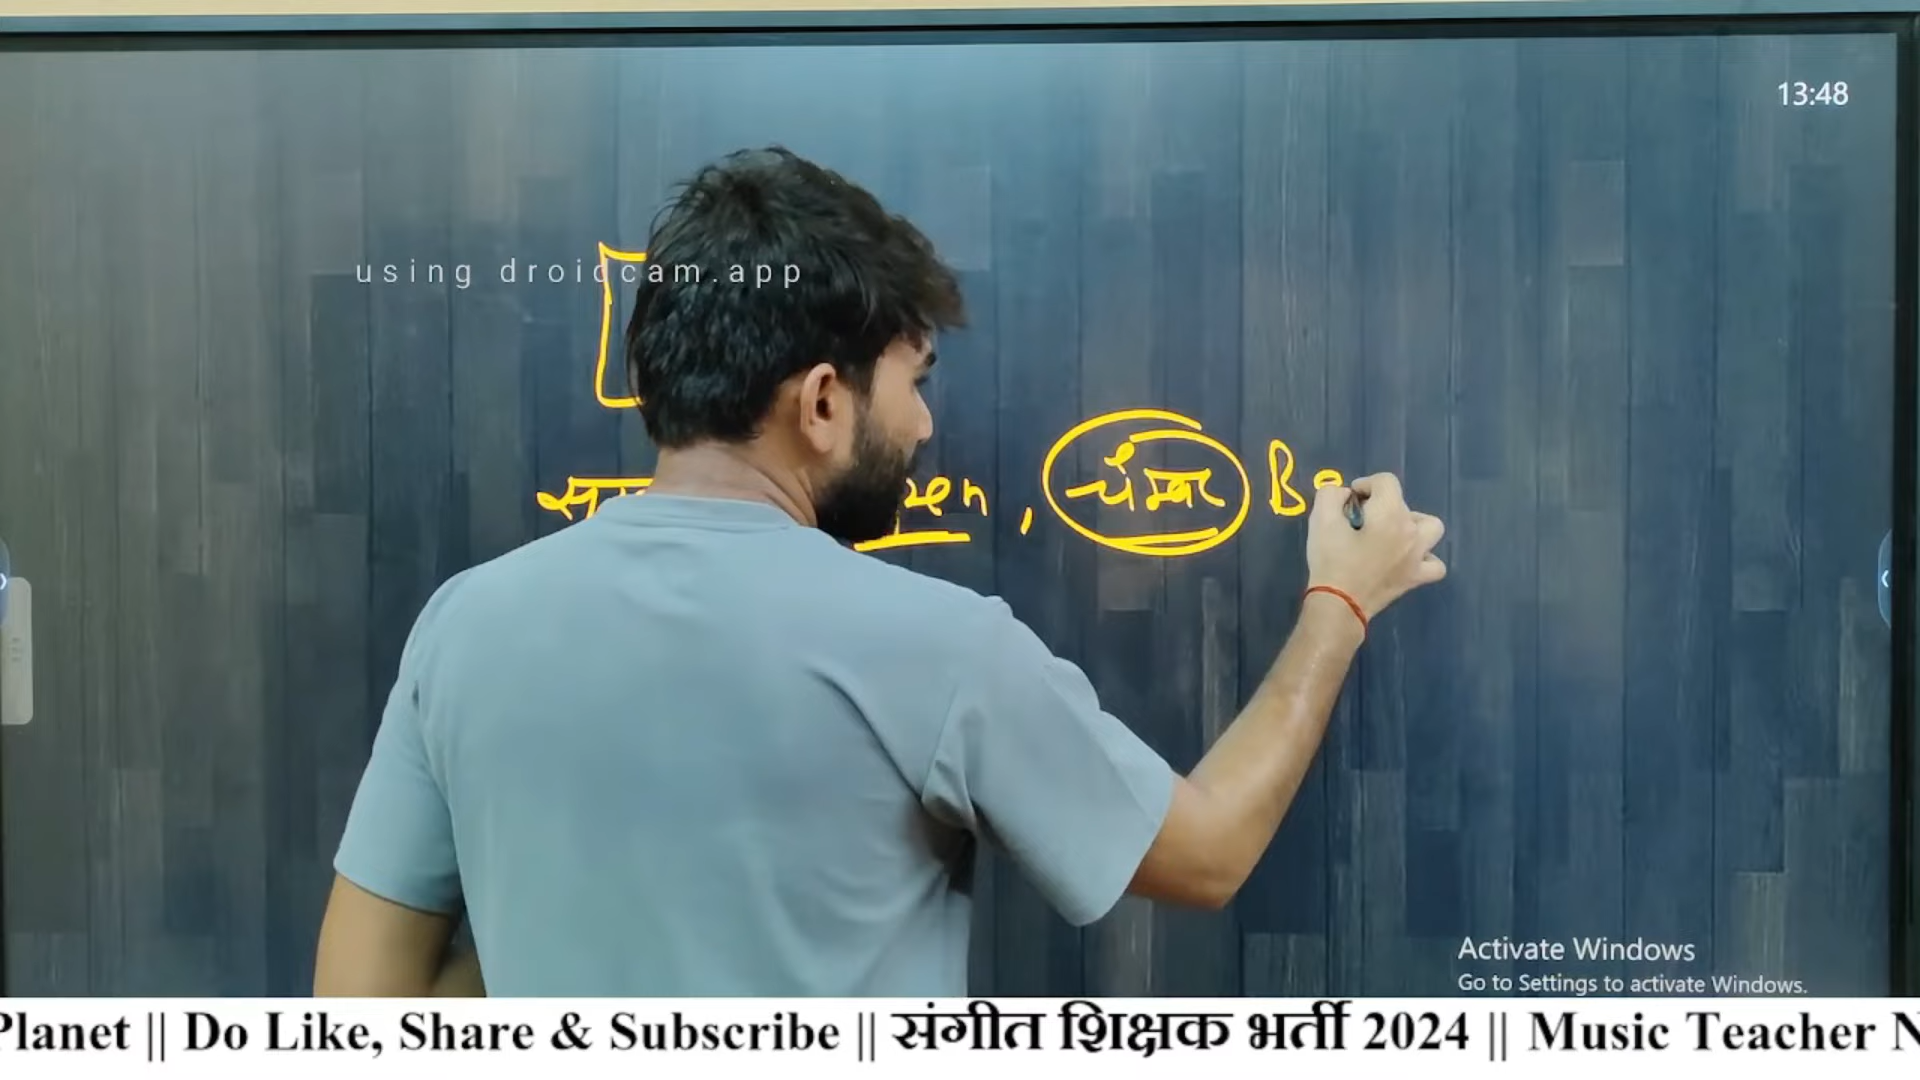 13:48
using droidcam.app
, पंजाब Be
Activate Windows
Go to Settings to activate Windows.
Planet || Do Like, Share & Subscribe || संगीत शिक्षक भर्ती 2024 || Music Teacher N